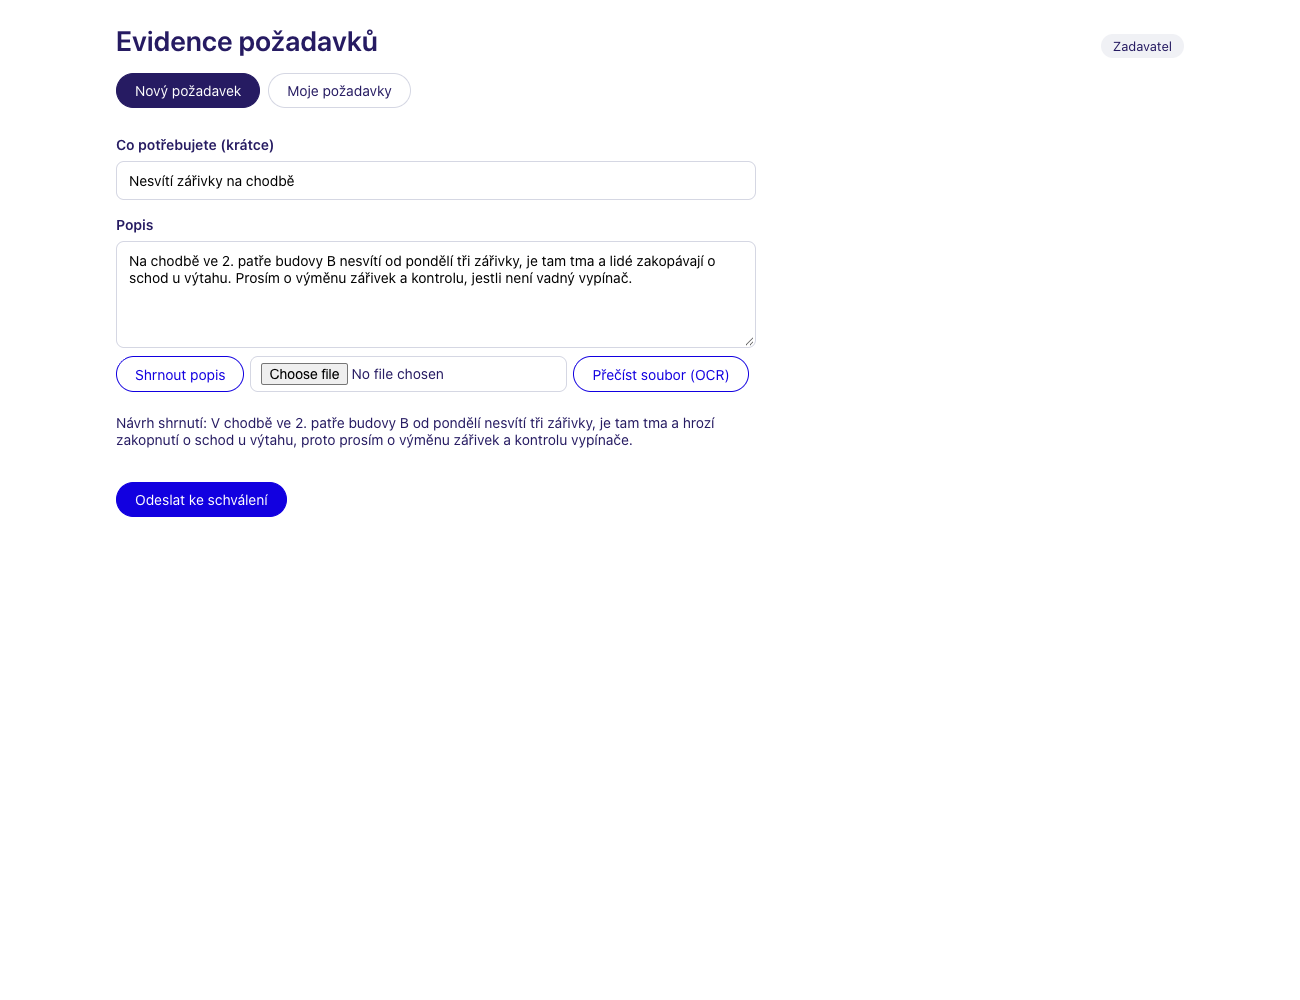 Evidence požadavků
Zadavatel
Nový požadavek
Moje požadavky
Co potřebujete (krátce)
Nesvítí zářivky na chodbě
Popis
Na chodbě ve 2. patře budovy B nesvítí od pondělí tři zářivky, je tam tma a lidé zakopávají o
schod u výtahu. Prosím o výměnu zářivek a kontrolu, jestli není vadný vypínač.
Shrnout popis
Choose file No file chosen
Přečíst soubor (OCR)
Návrh shrnutí: V chodbě ve 2. patře budovy B od pondělí nesvítí tři zářivky, je tam tma a hrozí
zakopnutí o schod u výtahu, proto prosím o výměnu zářivek a kontrolu vypínače.
Odeslat ke schválení